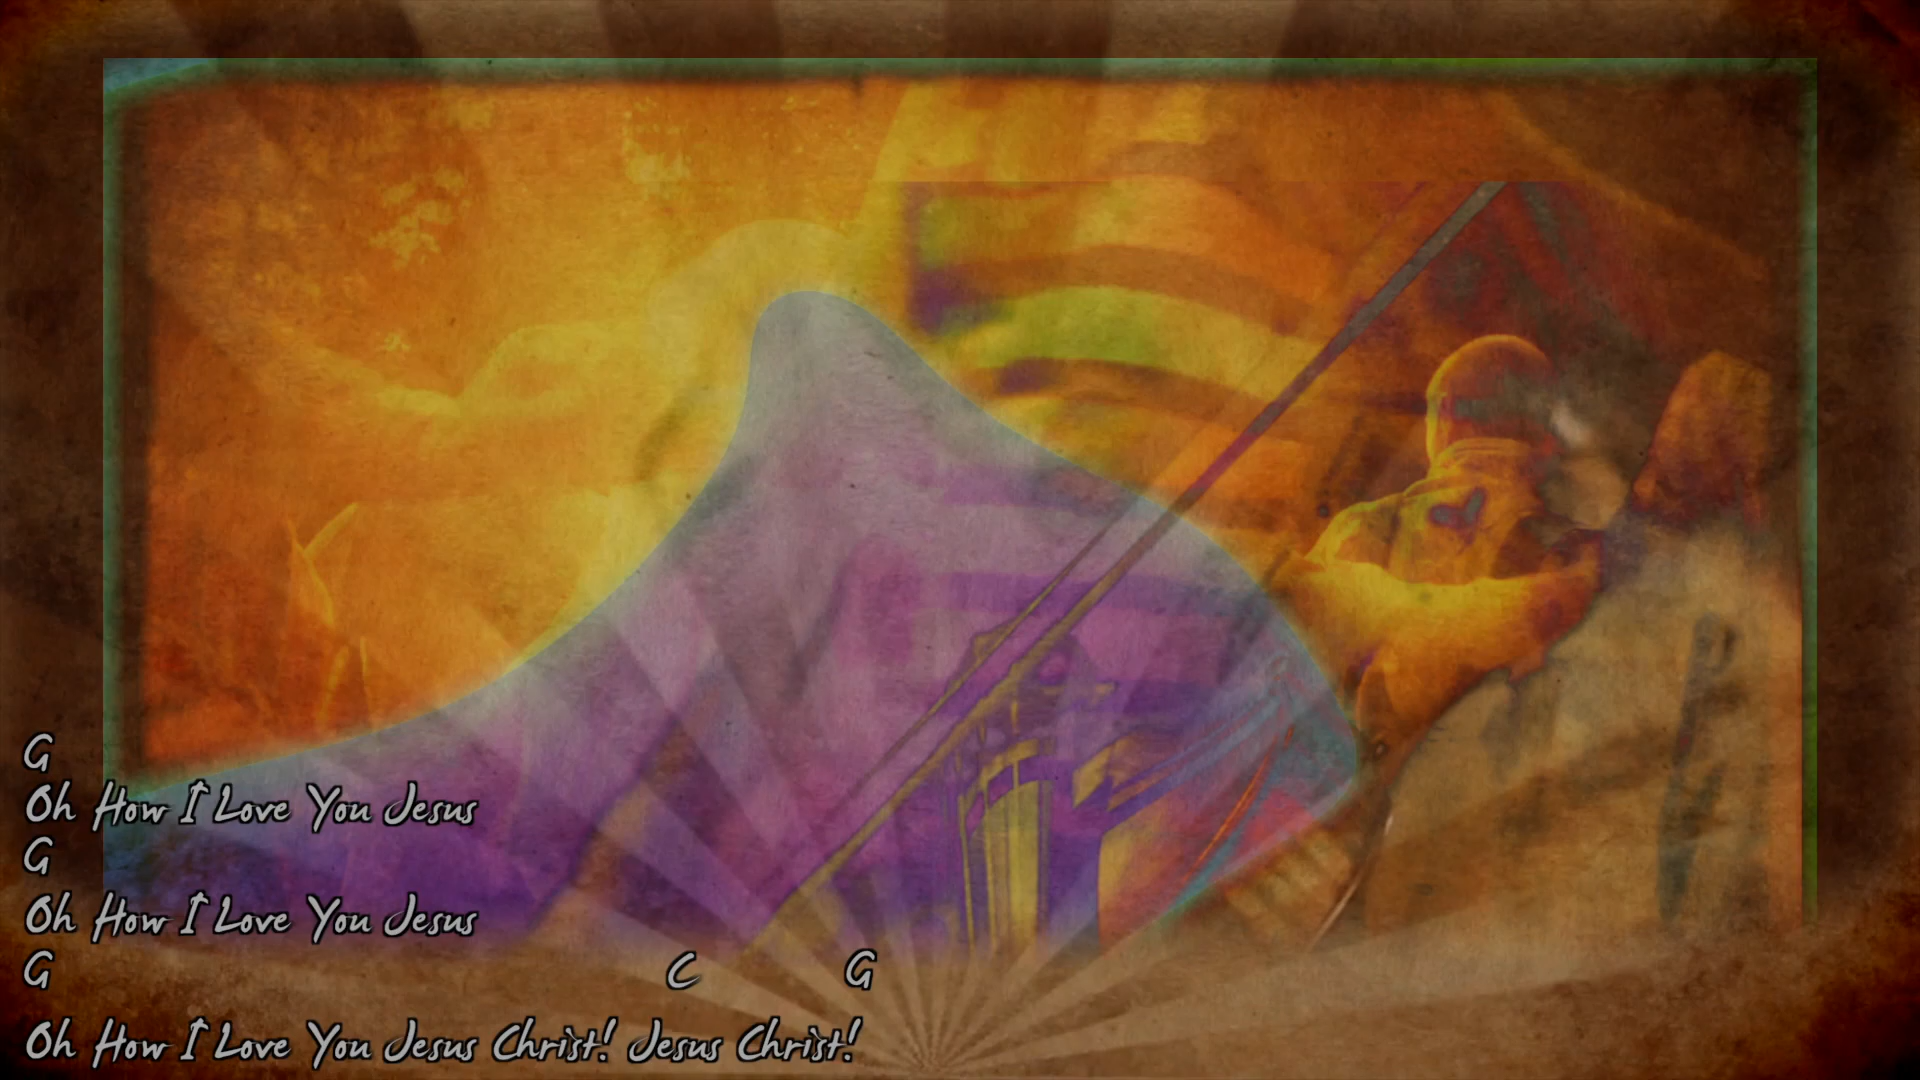 G
Oh How I Love You Jesus
G
Oh How I Love You Jesus
G C G
Oh How I Love You Jesus Christ! Jesus Christ!